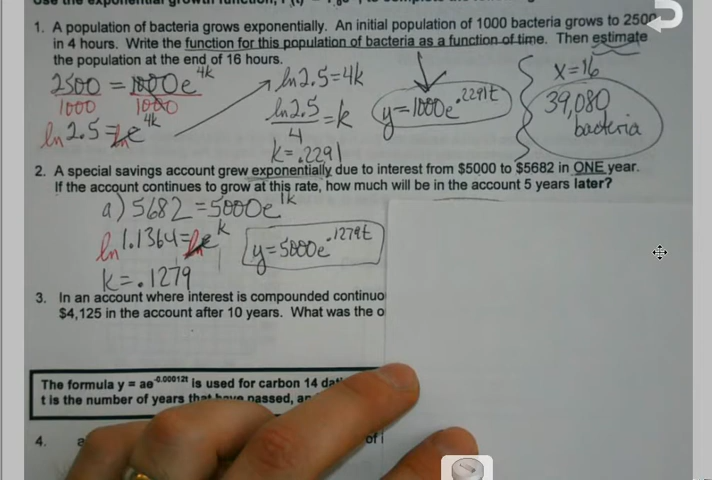 1. A population of bacteria grows exponentially. An initial population of 1000 bacteria grows to 2500
in 4 hours. Write the function for this population of bacteria as a function of time. Then estimate
the population at the end of 16 hours.
2500 = 1000e^4k
1000 1000
ln 2.5 = ln e^4k
ln 2.5 = 4k
ln 2.5 = k
4
k = .2291
y = 1000e^.2291t
x = 16
39,080
bacteria
2. A special savings account grew exponentially due to interest from $5000 to $5682 in ONE year.
If the account continues to grow at this rate, how much will be in the account 5 years later?
a) 5682 = 5000e^1k
ln 1.1364 = ln e^k
k = .1279
y = 5000e^.1279t
3. In an account where interest is compounded continuo
$4,125 in the account after 10 years. What was the o
The formula y = ae^-0.00012t is used for carbon 14 dat
t is the number of years that have passed, an
4. a
of i